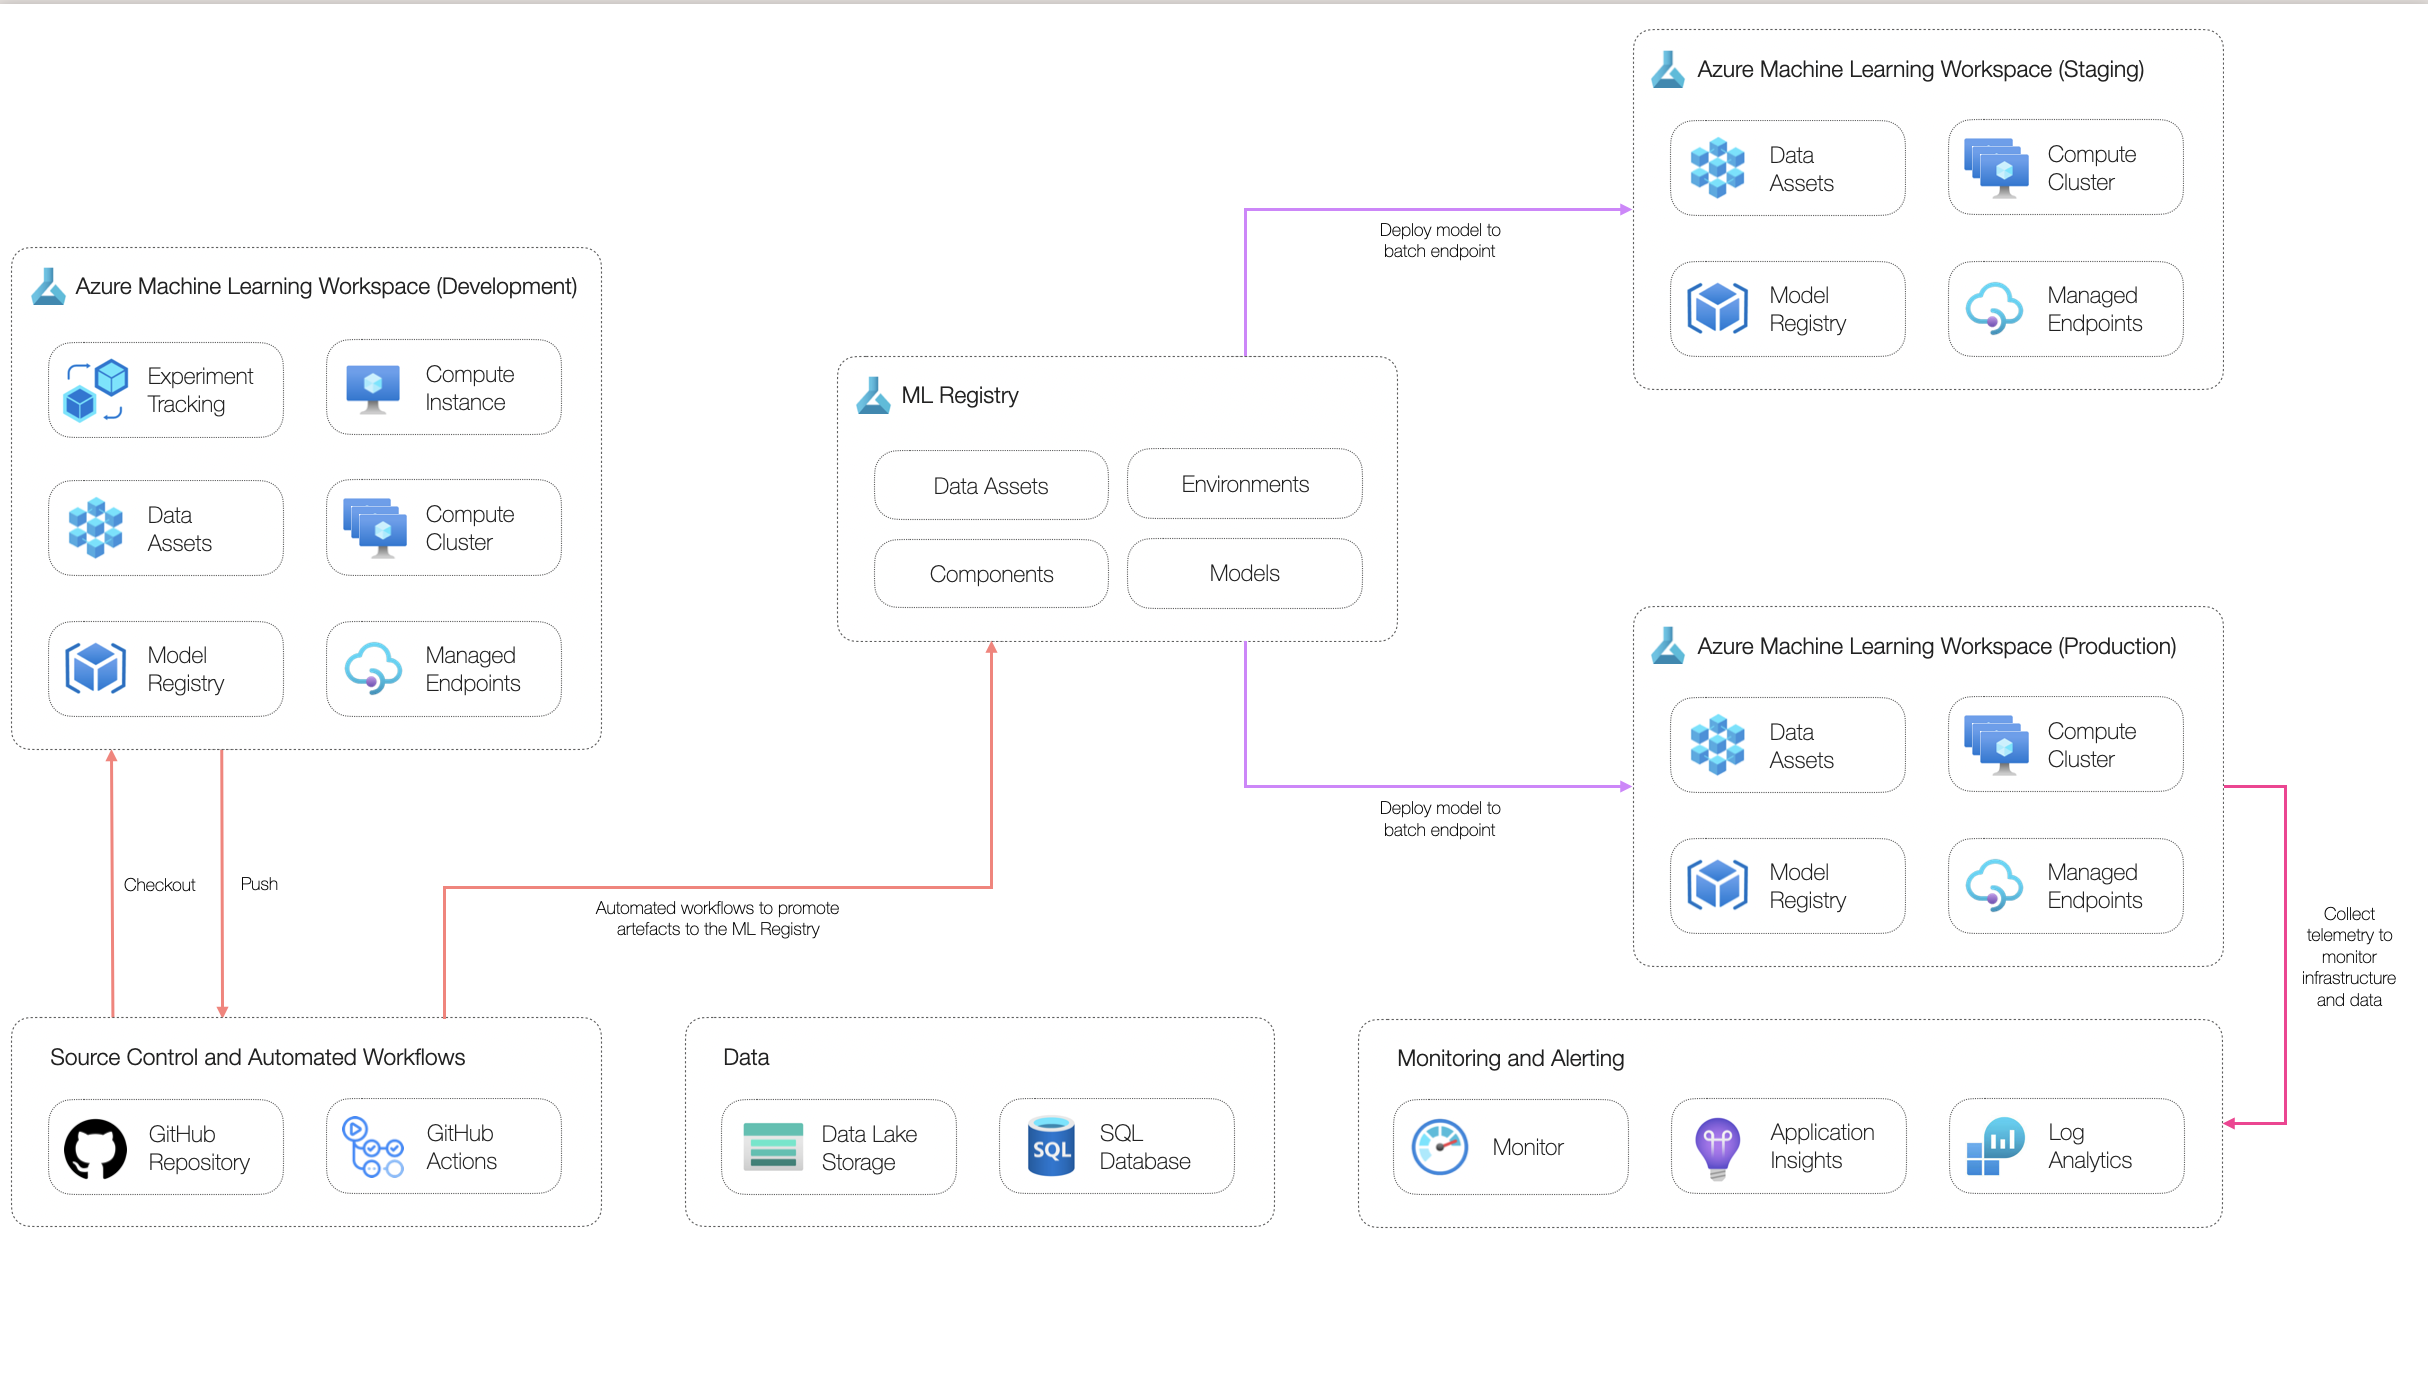 Azure Machine Learning Workspace (Staging)
Data
Assets
Compute
Cluster
Model
Registry
Managed
Endpoints
Deploy model to
batch endpoint
Azure Machine Learning Workspace (Development)
Experiment
Tracking
Compute
Instance
Data
Assets
Compute
Cluster
Model
Registry
Managed
Endpoints
ML Registry
Data Assets
Environments
Components
Models
Azure Machine Learning Workspace (Production)
Data
Assets
Compute
Cluster
Model
Registry
Managed
Endpoints
Deploy model to
batch endpoint
Checkout
Push
Automated workflows to promote
artefacts to the ML Registry
Collect
telemetry to
monitor
infrastructure
and data
Source Control and Automated Workflows
GitHub
Repository
GitHub
Actions
Data
Data Lake
Storage
SQL
SQL
Database
Monitoring and Alerting
Monitor
Application
Insights
Log
Analytics